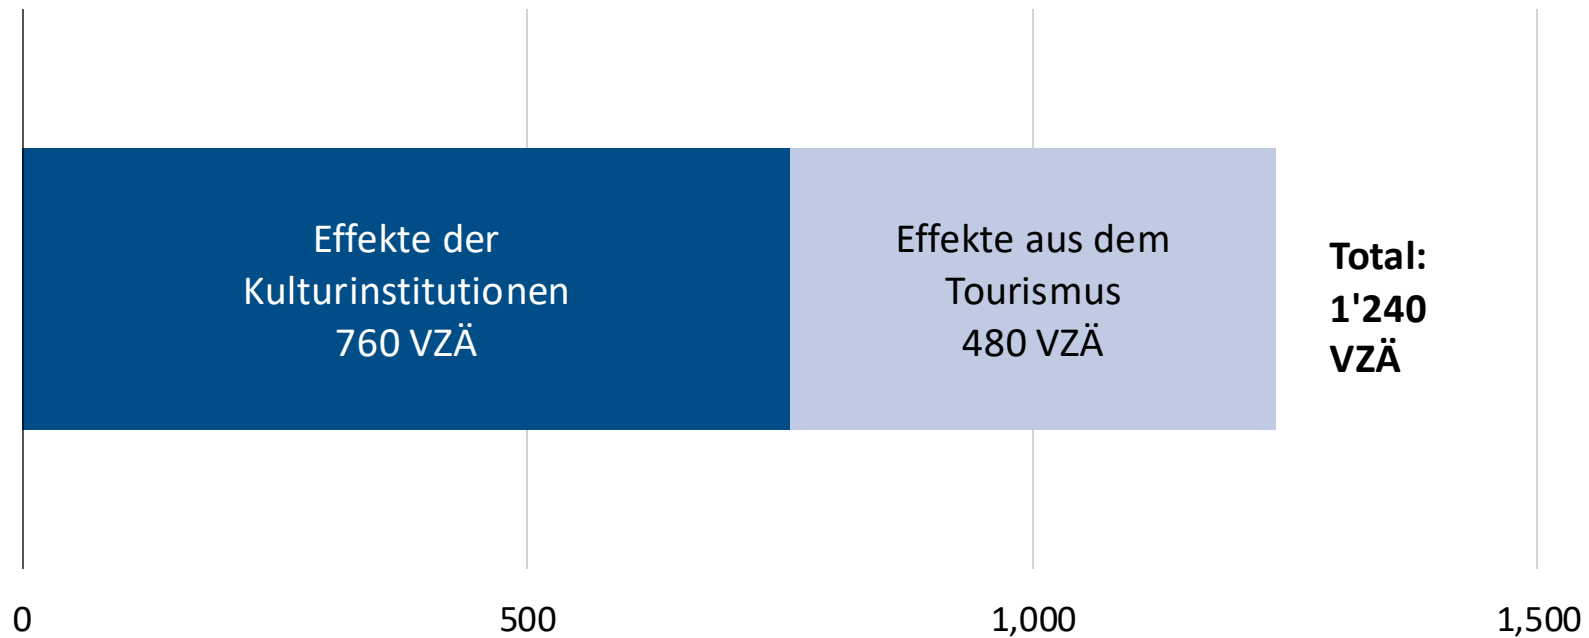 Effekte der
Kulturinstitutionen
760 VZÄ
Effekte aus dem
Tourismus
480 VZÄ
Total:
1'240
VZÄ
0
500
1,000
1,500